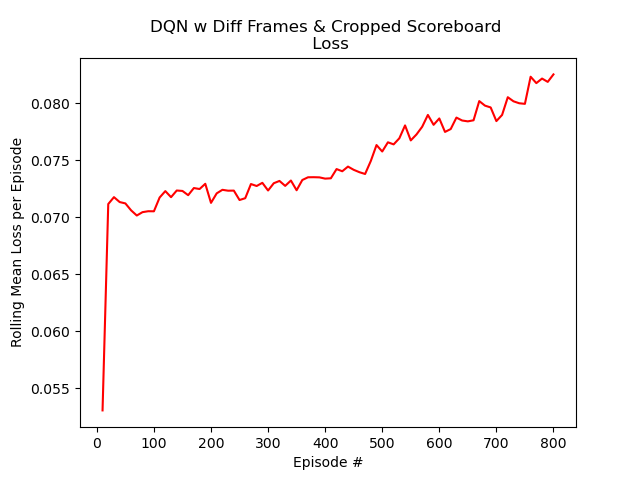 DQN w Diff Frames & Cropped Scoreboard
Loss
0.080
0.075
0.070
0.065
0.060
0.055
Rolling Mean Loss per Episode
0 100 200 300 400 500 600 700 800
Episode #